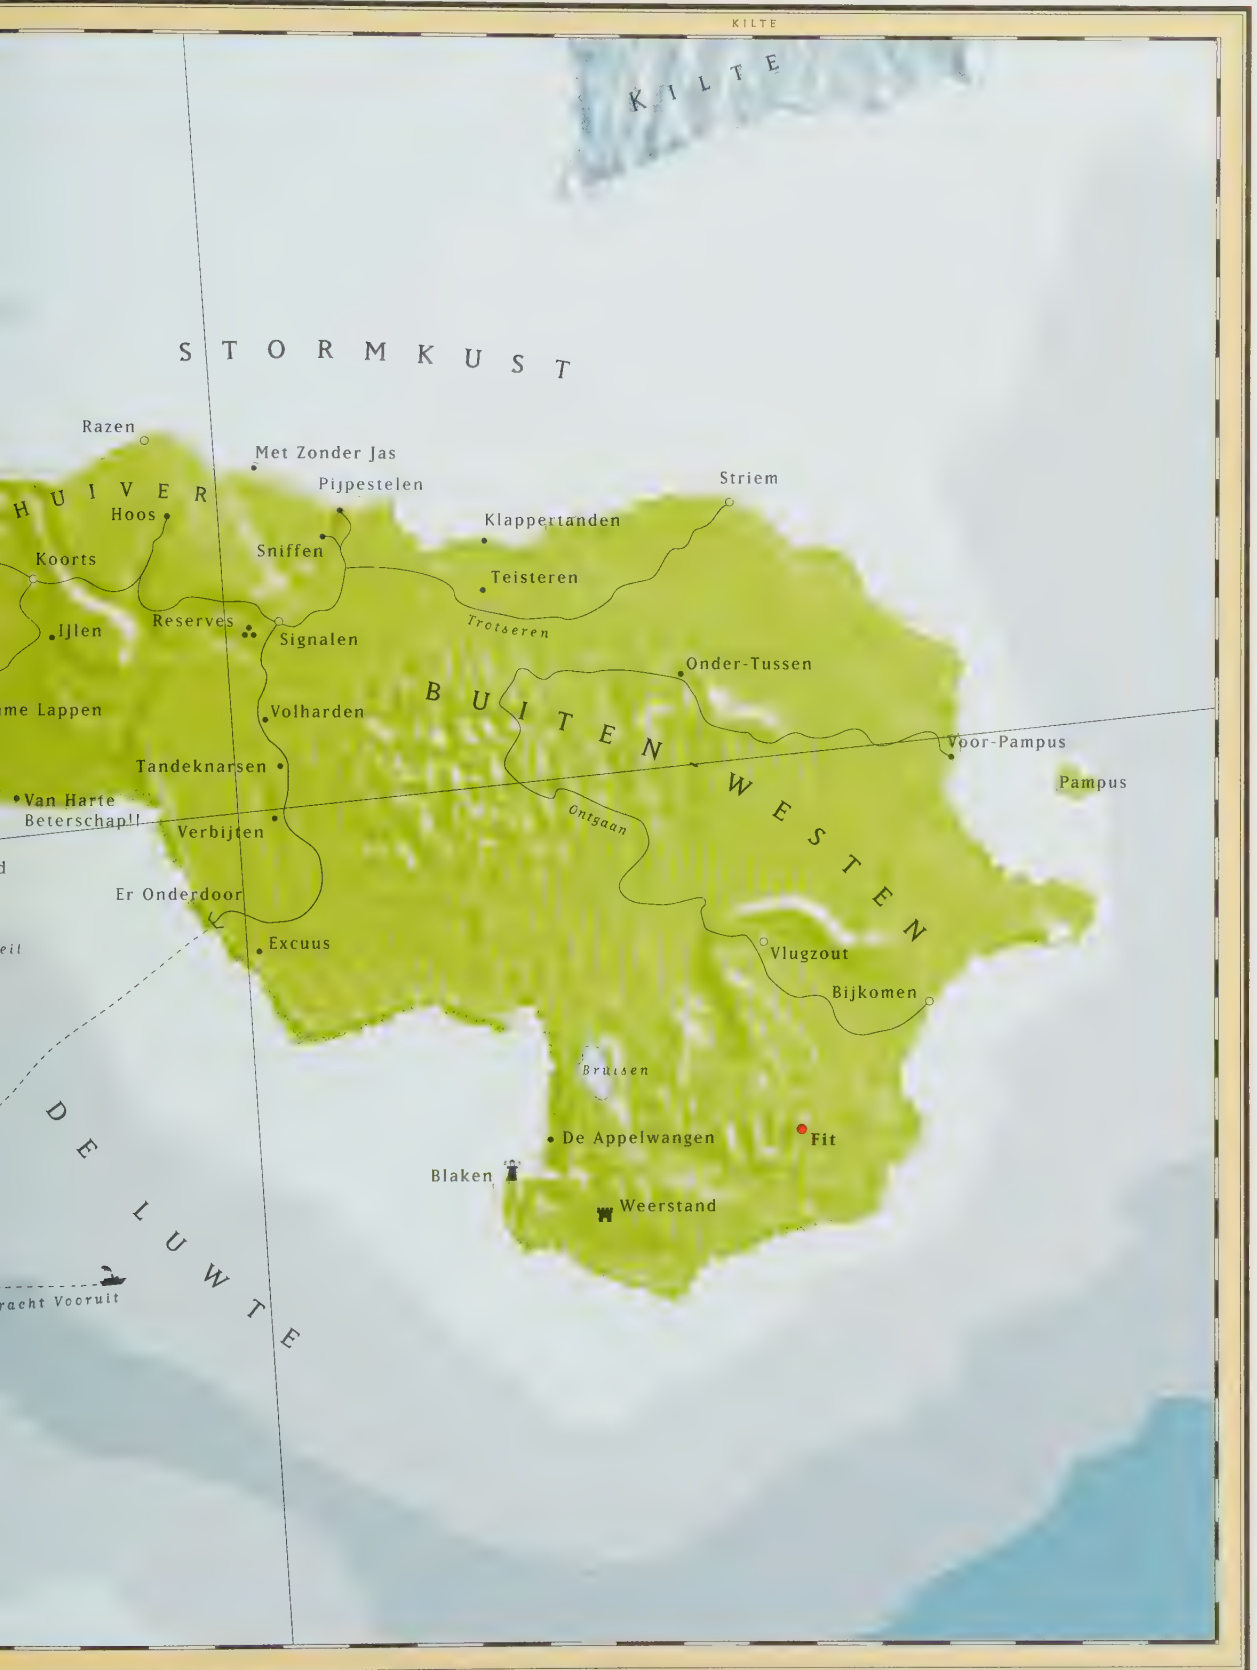 KILTE
KILTE
STORMKUST
Razen
Met Zonder Jas
Pijpestelen
Striem
HUIVER
Hoos
Klappertanden
Sniffen
Koorts
Teisteren
Reserves
Trotseren
IJlen
Signalen
Onder-Tussen
BUITEN-WESTEN
me Lappen
Volharden
Voor-Pampus
Tandeknarsen
Pampus
Van Harte
Beterschap!!
Ontgaan
Verbijten
d
Er Onderdoor
eil
Excuus
Vlugzout
Bijkomen
Bruisen
DE LUWTE
De Appelwangen
Fit
Blaken
Weerstand
racht Vooruit